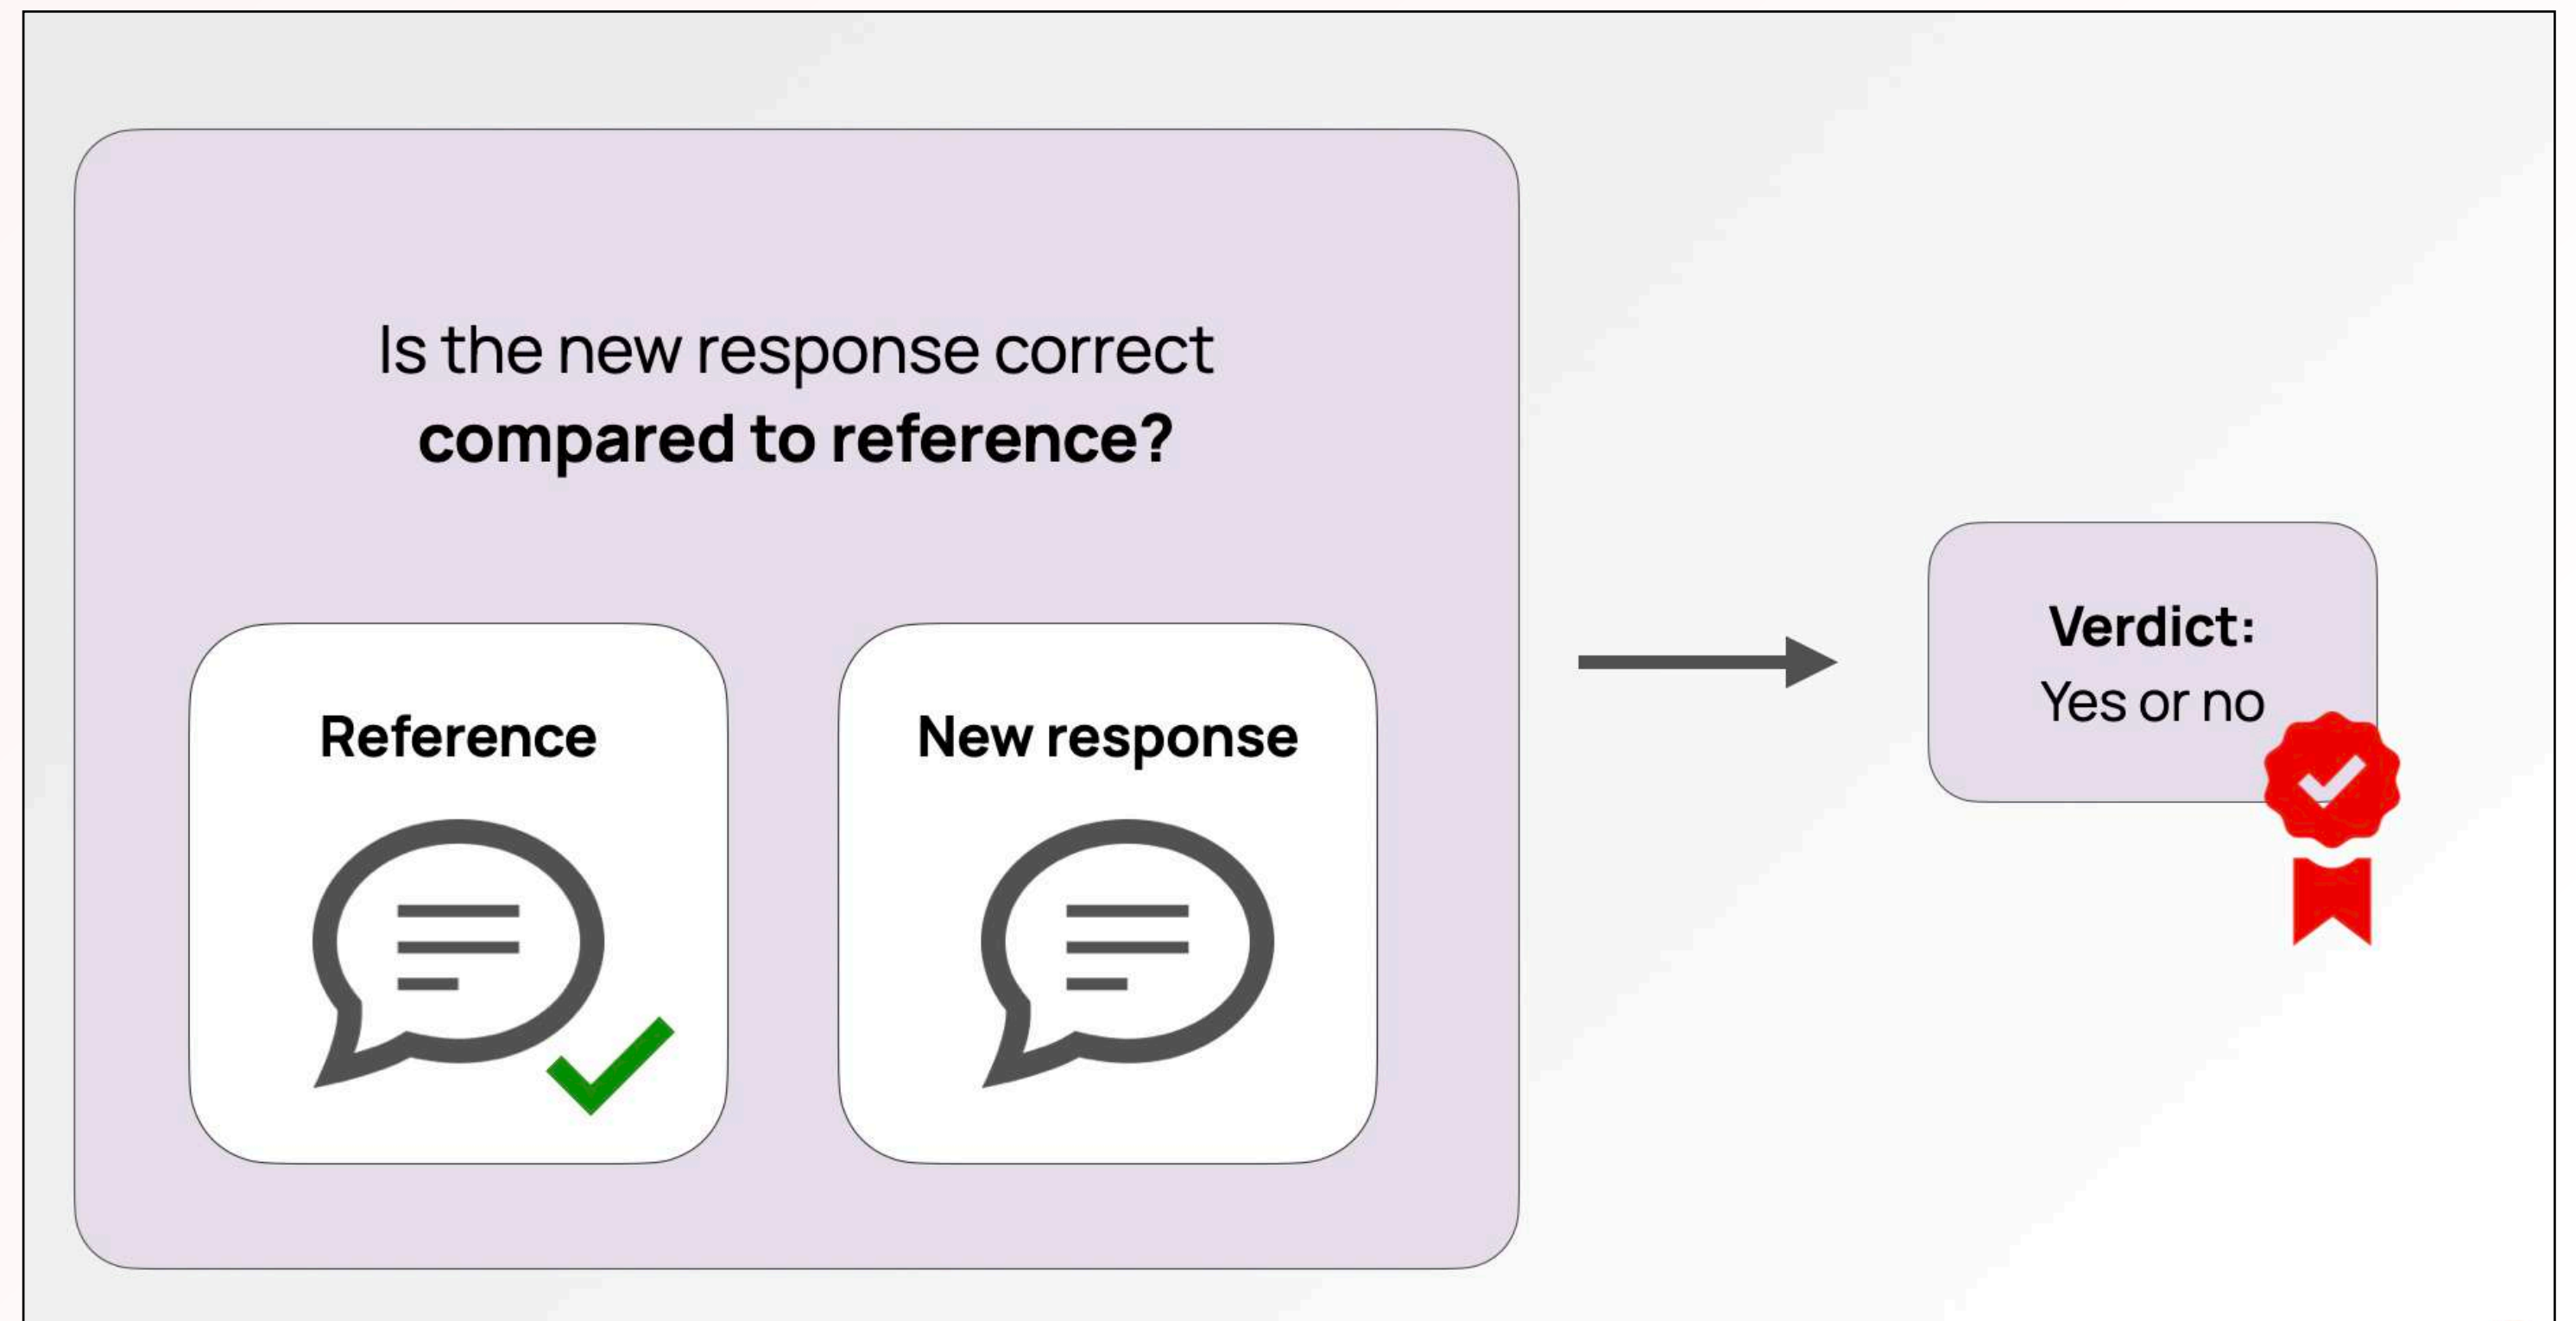 Is the new response correct
compared to reference?
Reference
New response
Verdict:
Yes or no